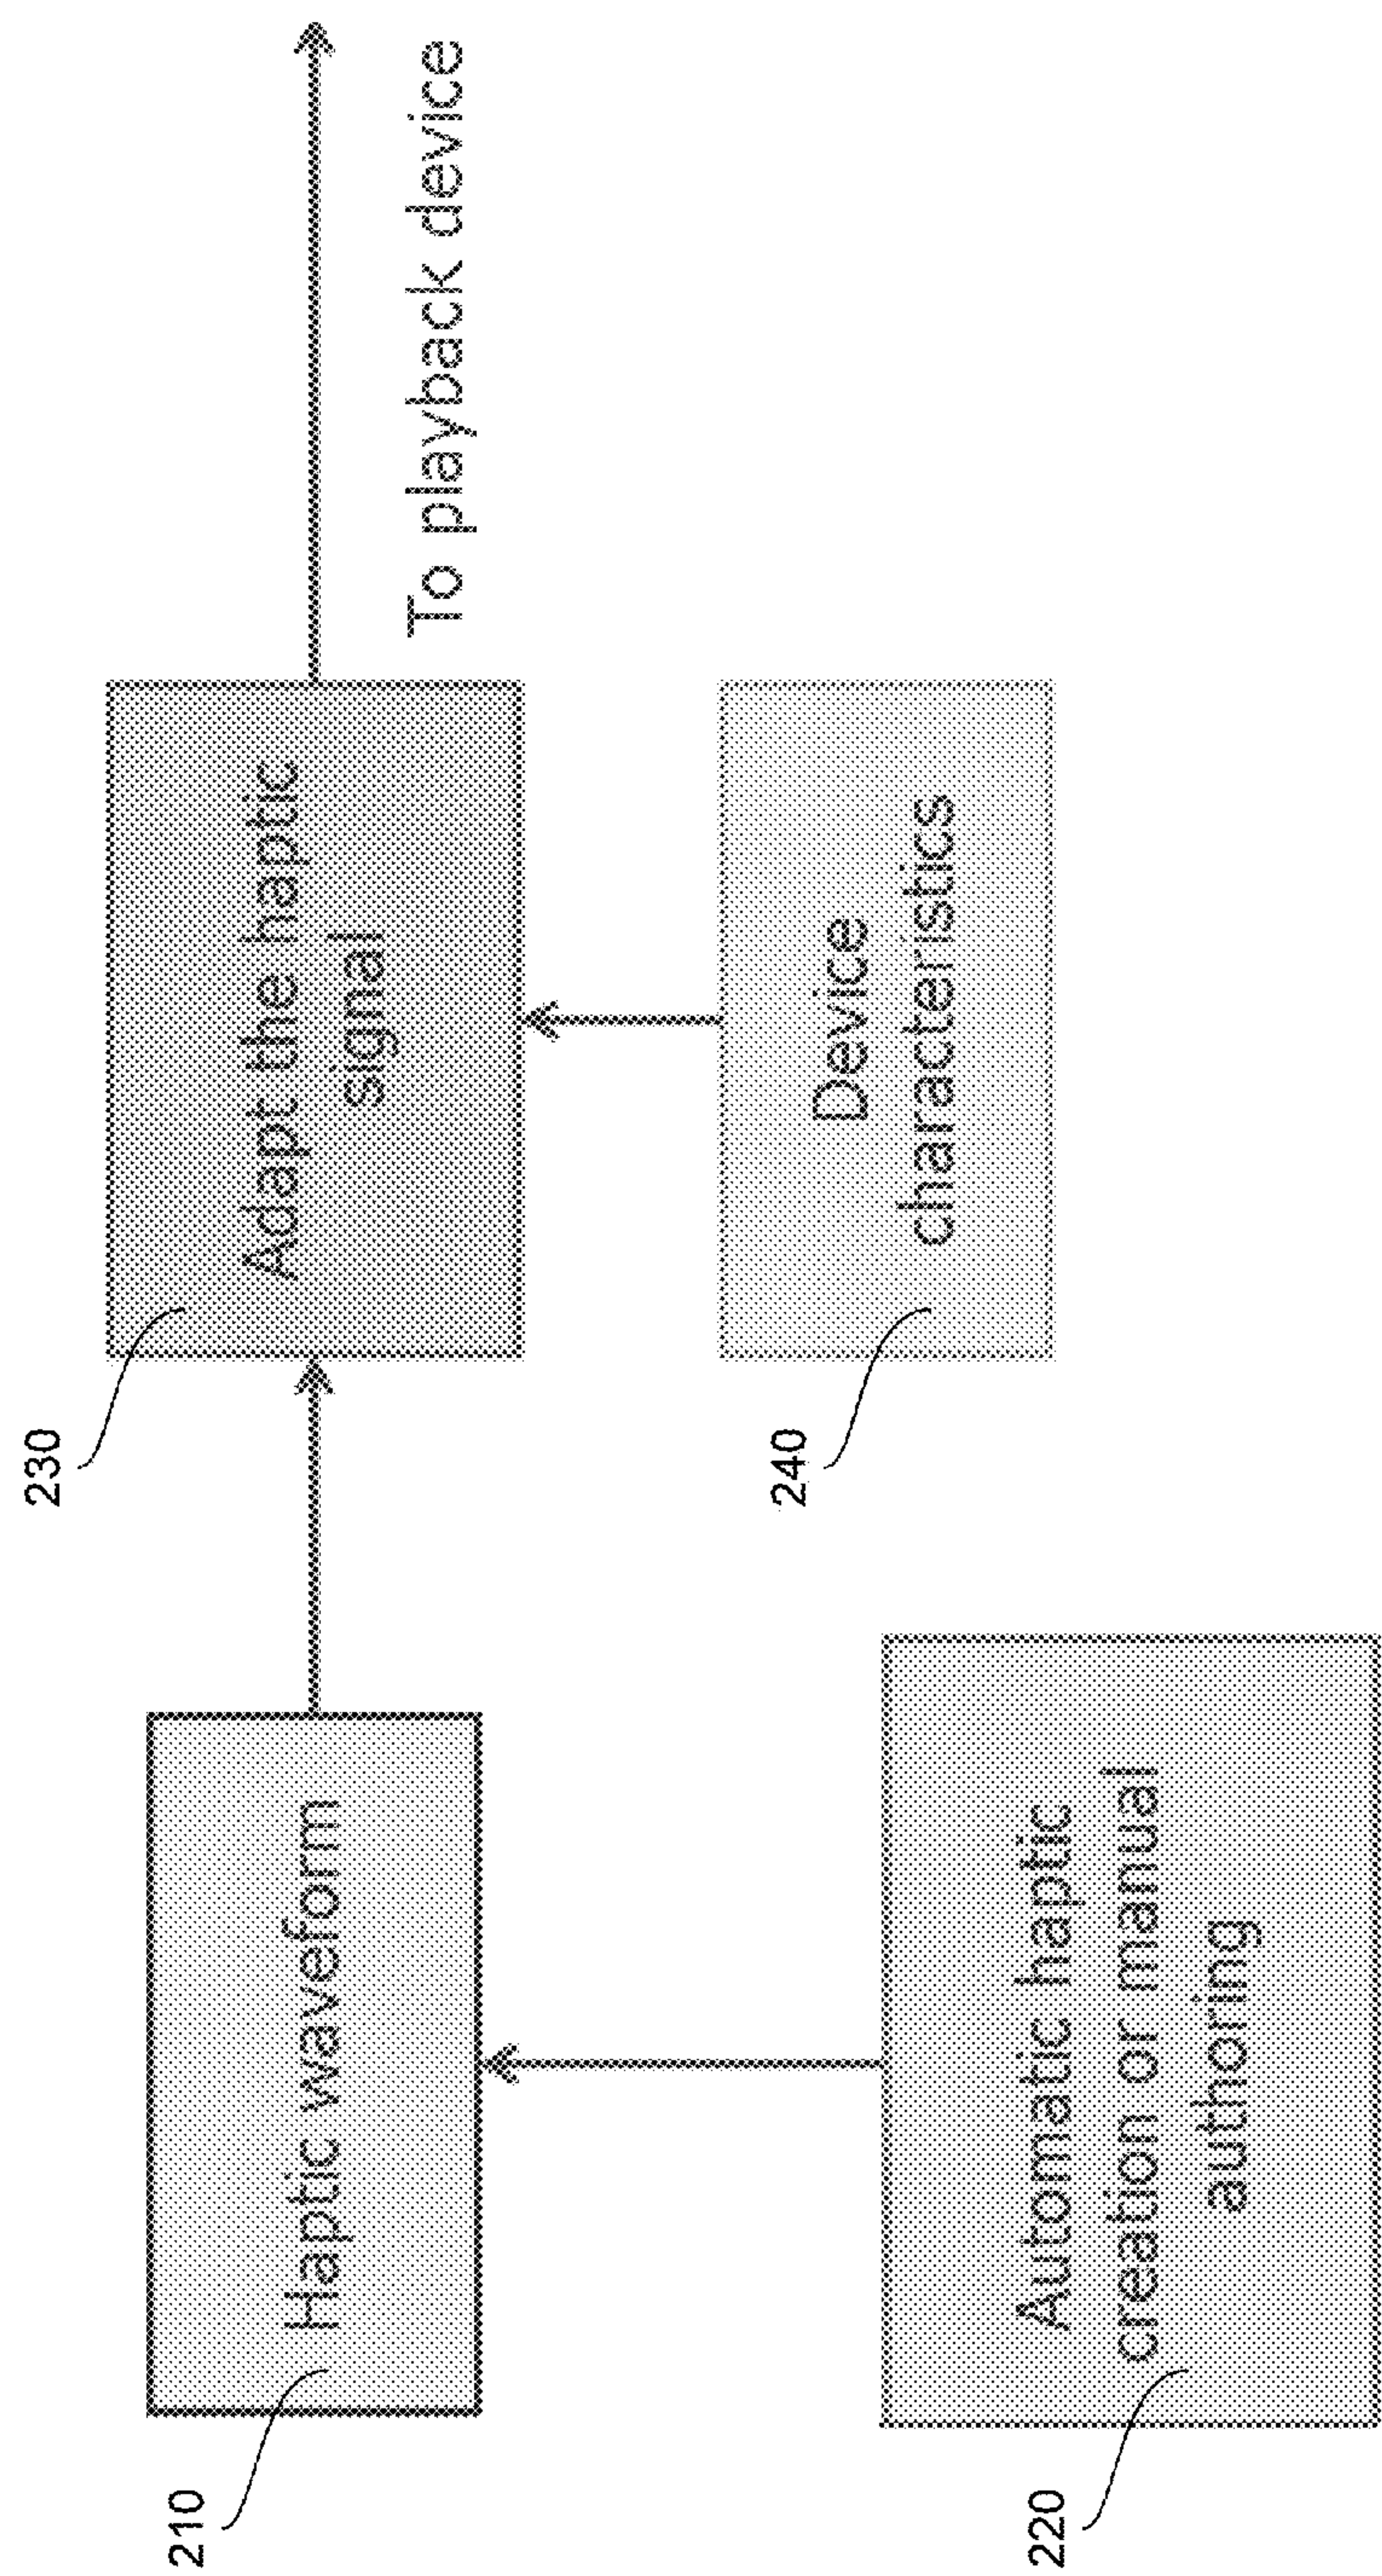 210
Haptic waveform
230
Adapt the haptic
signal
To playback device
220
Automatic haptic
creation or manual
authoring
240
Device
characteristics